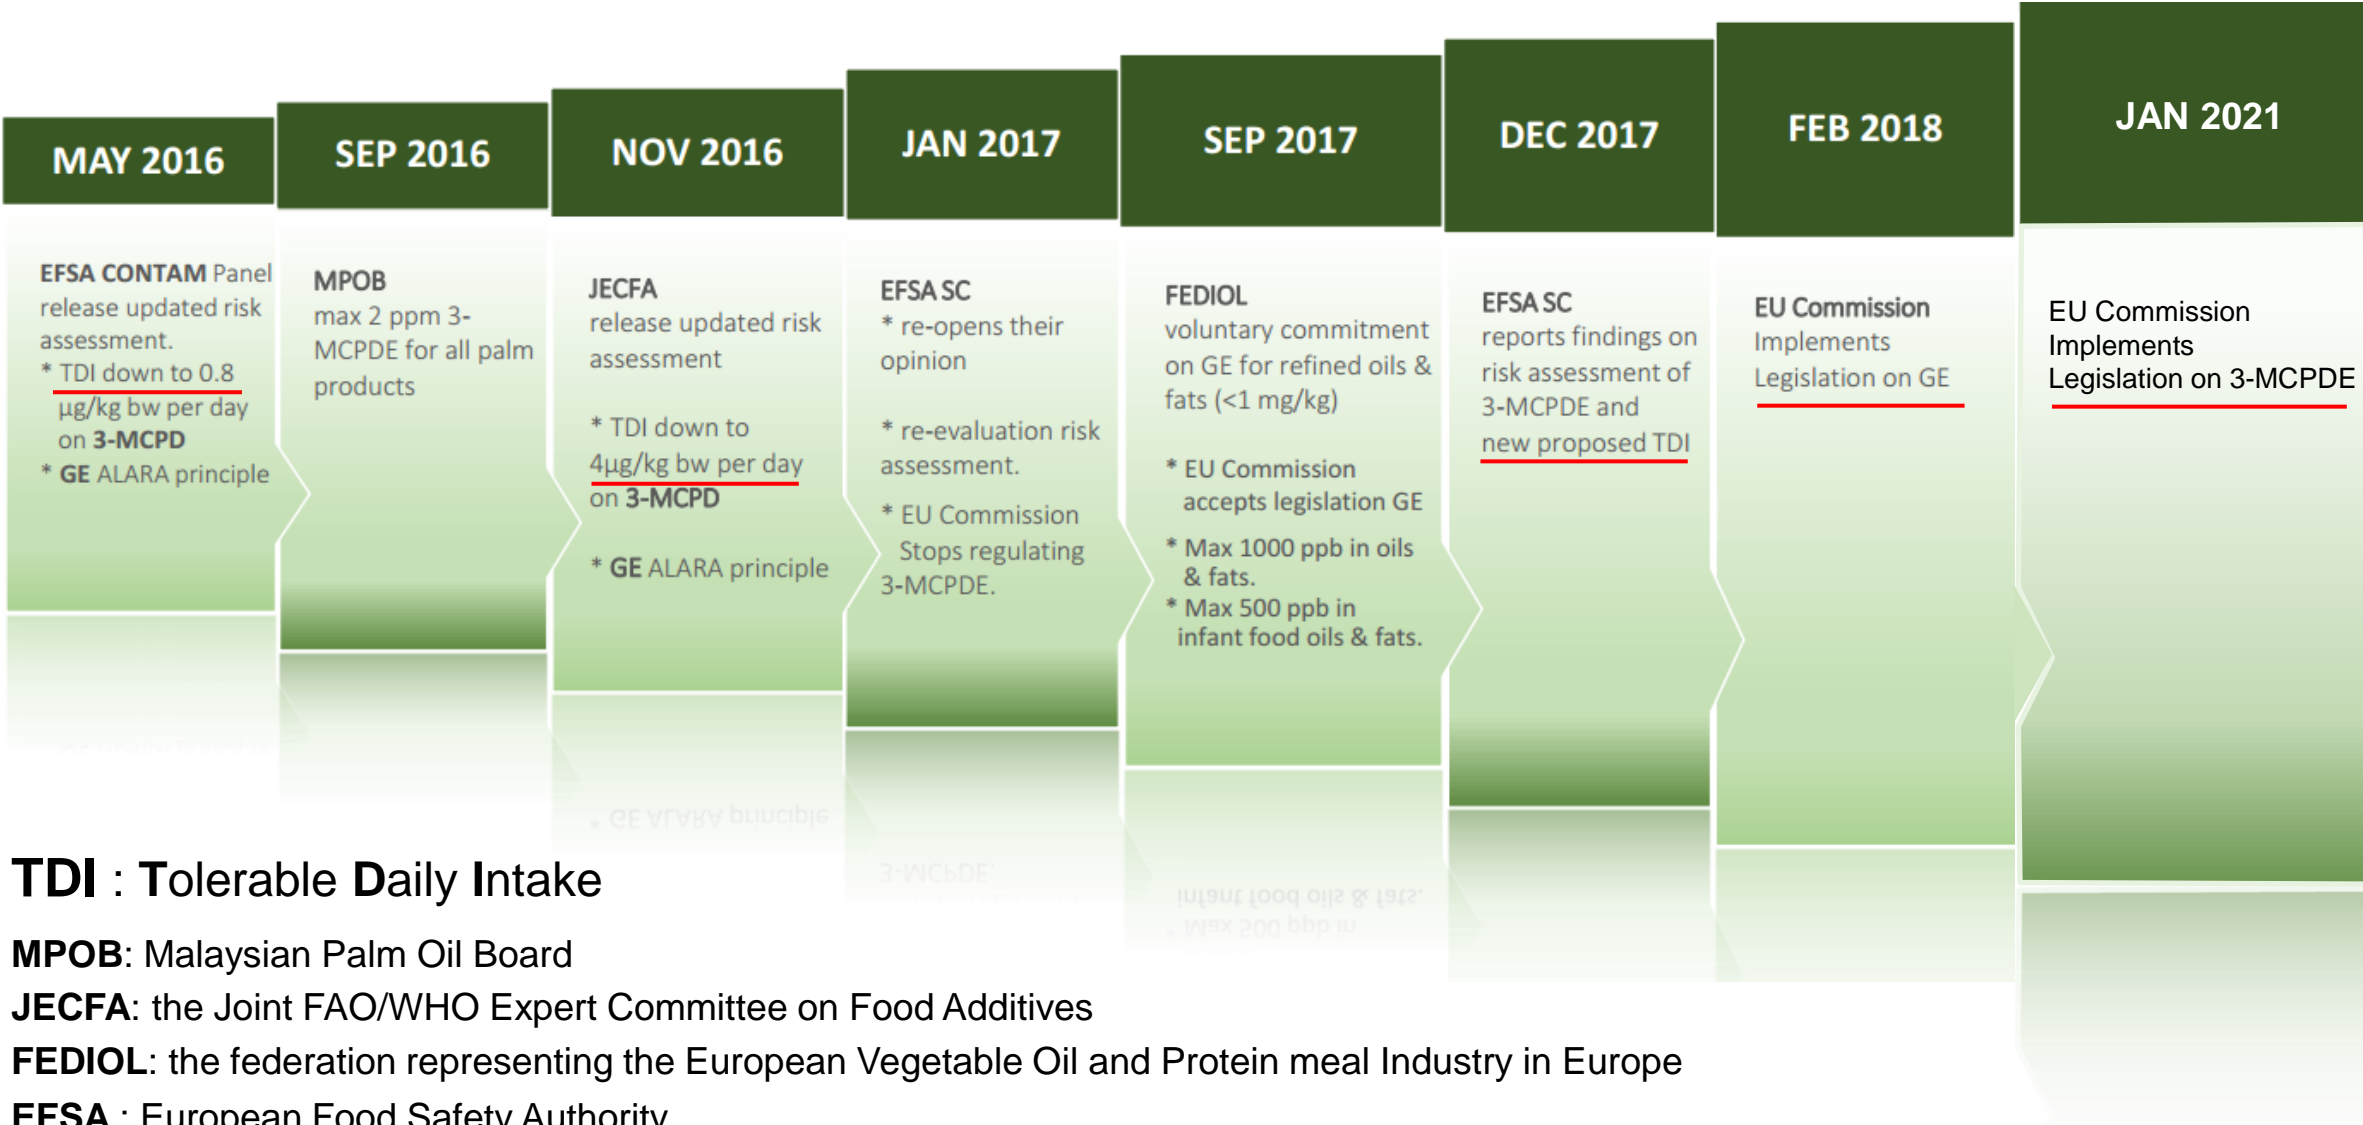 MAY 2016
EFSA CONTAM Panel
release updated risk
assessment.
* TDI down to 0.8
µg/kg bw per day
on 3-MCPD
* GE ALARA principle
SEP 2016
MPOB
max 2 ppm 3-
MCPDE for all palm
products
NOV 2016
JECFA
release updated risk
assessment
* TDI down to
4µg/kg bw per day
on 3-MCPD
* GE ALARA principle
JAN 2017
EFSA SC
* re-opens their
opinion
* re-evaluation risk
assessment.
* EU Commission
Stops regulating
3-MCPDE.
SEP 2017
FEDIOL
voluntary commitment
on GE for refined oils &
fats (<1 mg/kg)
* EU Commission
accepts legislation GE
* Max 1000 ppb in oils
& fats.
* Max 500 ppb in
infant food oils & fats.
DEC 2017
EFSA SC
reports findings on
risk assessment of
3-MCPDE and
new proposed TDI
FEB 2018
EU Commission
Implements
Legislation on GE
JAN 2021
EU Commission
Implements
Legislation on 3-MCPDE
TDI : Tolerable Daily Intake
MPOB: Malaysian Palm Oil Board
JECFA: the Joint FAO/WHO Expert Committee on Food Additives
FEDIOL: the federation representing the European Vegetable Oil and Protein meal Industry in Europe
EFSA : European Food Safety Authority